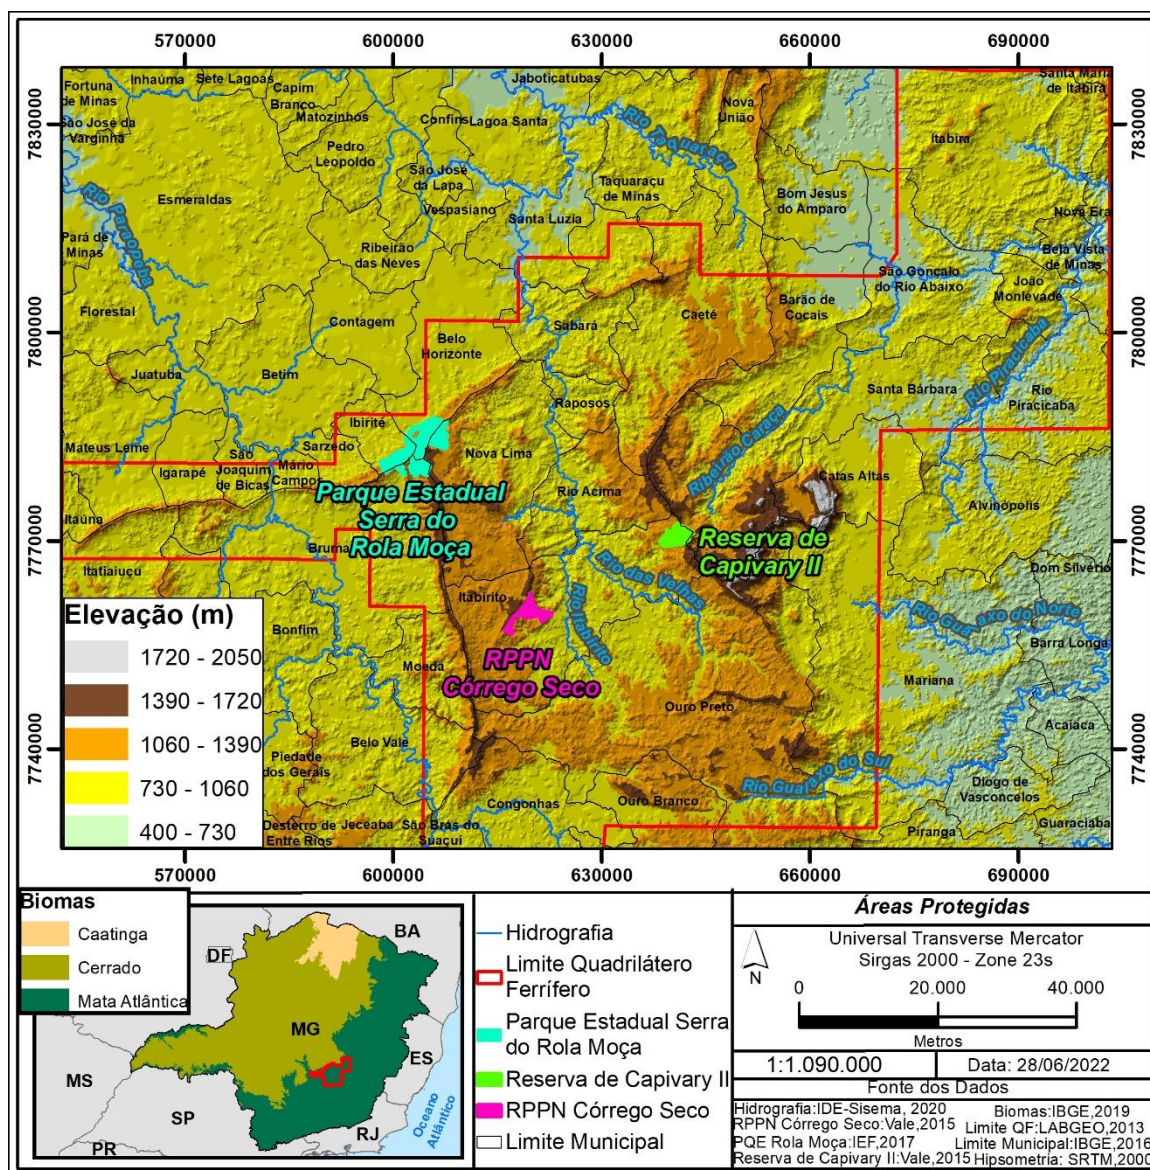 570000
600000
630000
660000
690000
7830000
7830000
7800000
7800000
7770000
7770000
7740000
7740000
Inhaúma
Sete Lagoas
Fortuna
de Minas
Capim
Branco
Matozinhos
São José da
Varginha
Pedro
Leopoldo
Confins
Lagoa Santa
Jaboticatubas
Nova
União
Rio Taquaraçu
Santa Maria
de Itabira
Itabira
São José
da Lapa
Vespasiano
Taquaraçu
de Minas
Bom Jesus
do Amparo
Nova Era
Rio Paraopeba
Esmeraldas
Pará de
Minas
Ribeirão
das Neves
Santa Luzia
São Gonçalo
do Rio Abaixo
Bela Vista
de Minas
João
Monlevade
Florestal
Contagem
Belo
Horizonte
Sabará
Caeté
Barão de
Cocais
Juatuba
Betim
Raposos
Santa Bárbara
Rio Piracicaba
Rio
Piracicaba
Mateus Leme
Ibirité
Sarzedo
Nova Lima
Igarapé
São
Joaquim
de Bicas
Mário
Campos
Rio Acima
Ribeirão Caraça
Catas Altas
Alvinópolis
Itaúna
Parque Estadual
Serra do
Rola Moça
Reserva de
Capivary II
Itatiaiuçu
Bruma
Rio das Velhas
Dom Silvério
Itabirito
Rio Itabirito
Rio Gualaxo do Norte
Barra Longa
Bonfim
Moeda
RPPN
Córrego Seco
Ouro Preto
Mariana
Acaiaca
Piedade
dos Gerais
Belo Vale
Rio Gualaxo do Sul
Diogo de
Vasconcelos
Congonhas
Ouro Branco
Desterro de
Entre Rios
Jeceaba
São Brás do
Suaçui
Piranga
Guaraciaba
Elevação (m)
1720 - 2050
1390 - 1720
1060 - 1390
730 - 1060
400 - 730
570000
600000
630000
660000
690000
Biomas
Caatinga
Cerrado
Mata Atlântica
BA
DF
MG
ES
MS
SP
RJ
PR
Oceano
Atlântico
Hidrografia
Limite Quadrilátero
Ferrífero
Parque Estadual Serra
do Rola Moça
Reserva de Capivary II
RPPN Córrego Seco
Limite Municipal
Áreas Protegidas
N
Universal Transverse Mercator
Sirgas 2000 - Zone 23s
0 20.000 40.000
Metros
1:1.090.000
Data: 28/06/2022
Fonte dos Dados
Hidrografia:IDE-Sisema, 2020
Biomas:IBGE,2019
RPPN Córrego Seco:Vale,2015
Limite QF:LABGEO,2013
PQE Rola Moça:IEF,2017
Limite Municipal:IBGE,2016
Reserva de Capivary II:Vale,2015
Hipsometria: SRTM,2000